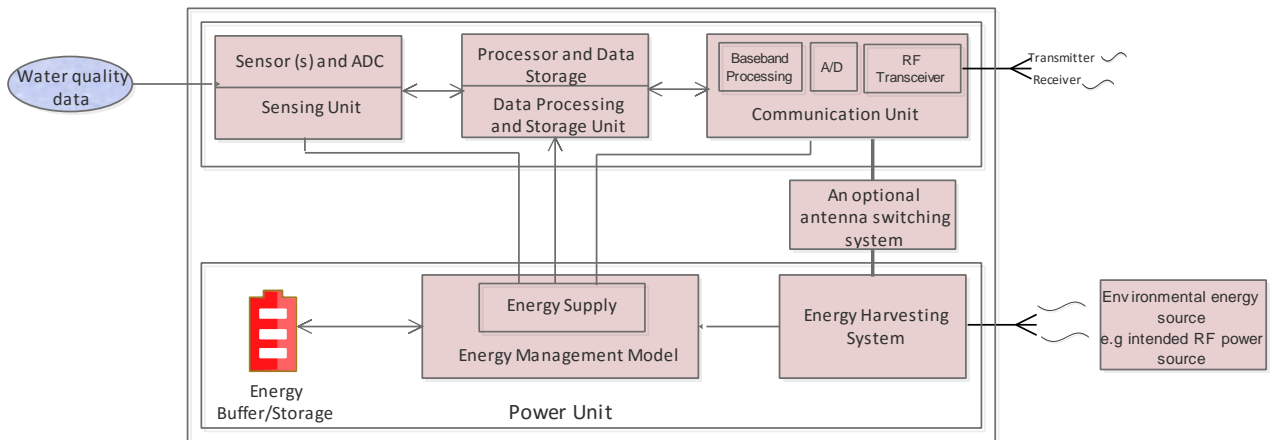 Water quality
data
Sensor (s) and ADC
Sensing Unit
Processor and Data
Storage
Data Processing
and Storage Unit
Baseband
Processing
A/D
RF
Transceiver
Communication Unit
Transmitter
Receiver
An optional
antenna switching
system
Energy Supply
Energy Management Model
Energy Harvesting
System
Environmental energy
source
e.g intended RF power
source
Energy
Buffer/Storage
Power Unit